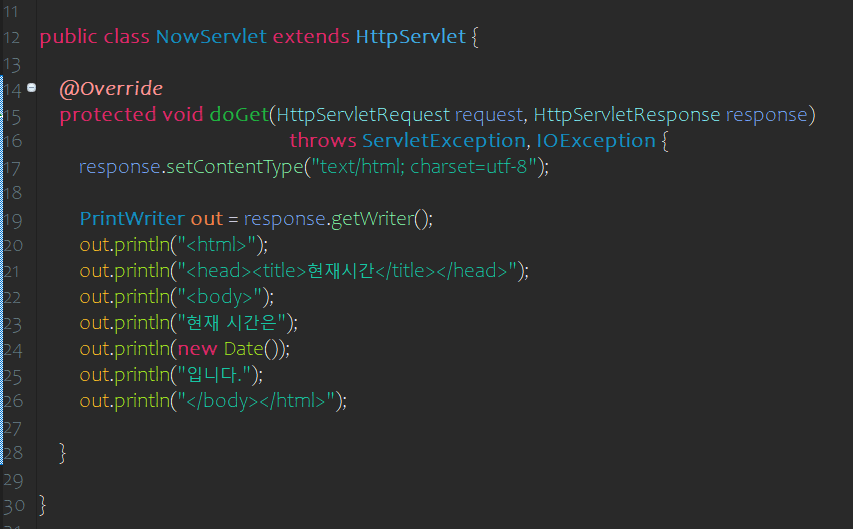 11
12 public class NowServlet extends HttpServlet {
13
14 @Override
15 protected void doGet(HttpServletRequest request, HttpServletResponse response)
16 throws ServletException, IOException {
17 response.setContentType("text/html; charset=utf-8");
18
19 PrintWriter out = response.getWriter();
20 out.println("<html>");
21 out.println("<head><title>현재시간</title></head>");
22 out.println("<body>");
23 out.println("현재 시간은");
24 out.println(new Date());
25 out.println("입니다.");
26 out.println("</body></html>");
27
28 }
29
30 }